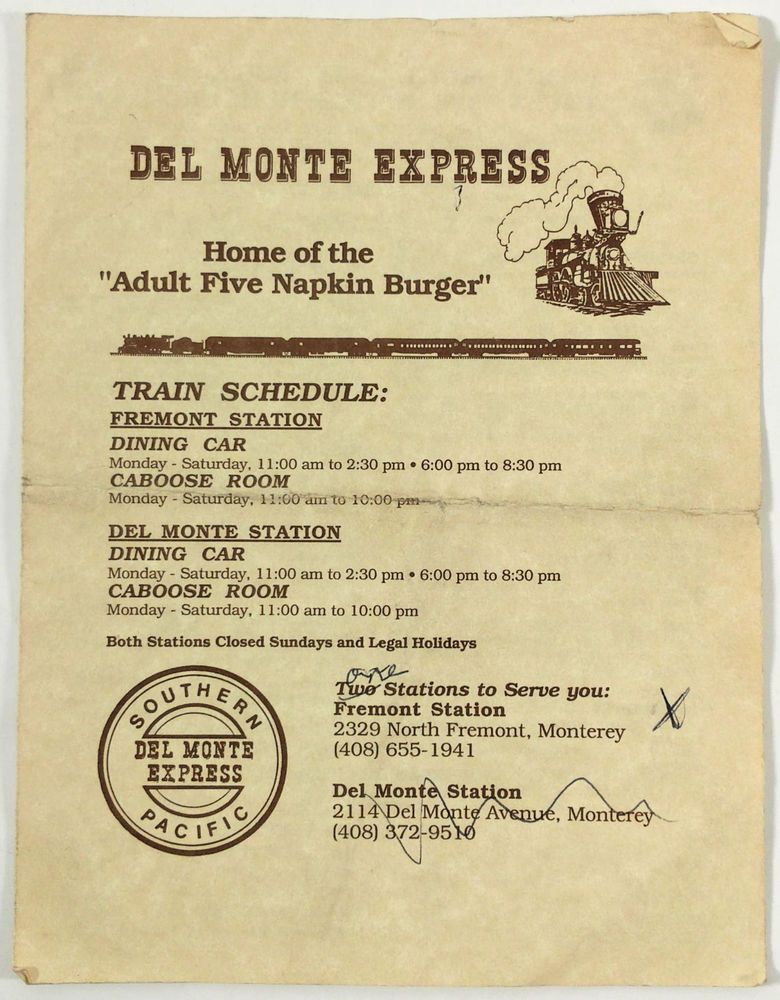 DEL MONTE EXPRESS
Home of the
"Adult Five Napkin Burger"
TRAIN SCHEDULE:
FREMONT STATION
DINING CAR
Monday - Saturday, 11:00 am to 2:30 pm • 6:00 pm to 8:30 pm
CABOOSE ROOM
Monday - Saturday, 11:00 am to 10:00 pm
DEL MONTE STATION
DINING CAR
Monday - Saturday, 11:00 am to 2:30 pm • 6:00 pm to 8:30 pm
CABOOSE ROOM
Monday - Saturday, 11:00 am to 10:00 pm
Both Stations Closed Sundays and Legal Holidays
SOUTHERN
DEL MONTE
EXPRESS
PACIFIC
one
Two Stations to Serve you:
Fremont Station X
2329 North Fremont, Monterey
(408) 655-1941
Del Monte Station
2114 Del Monte Avenue, Monterey
(408) 372-9510